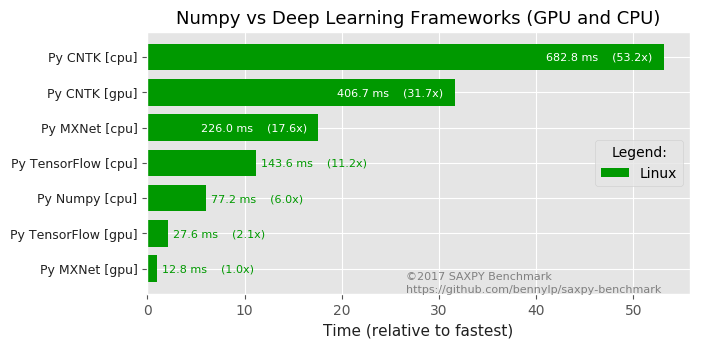 Numpy vs Deep Learning Frameworks (GPU and CPU)
Py CNTK [cpu] 682.8 ms (53.2x)
Py CNTK [gpu] 406.7 ms (31.7x)
Py MXNet [cpu] 226.0 ms (17.6x)
Py TensorFlow [cpu] 143.6 ms (11.2x)
Py Numpy [cpu] 77.2 ms (6.0x)
Py TensorFlow [gpu] 27.6 ms (2.1x)
Py MXNet [gpu] 12.8 ms (1.0x)
Legend:
Linux
©2017 SAXPY Benchmark
https://github.com/bennylp/saxpy-benchmark
0 10 20 30 40 50
Time (relative to fastest)